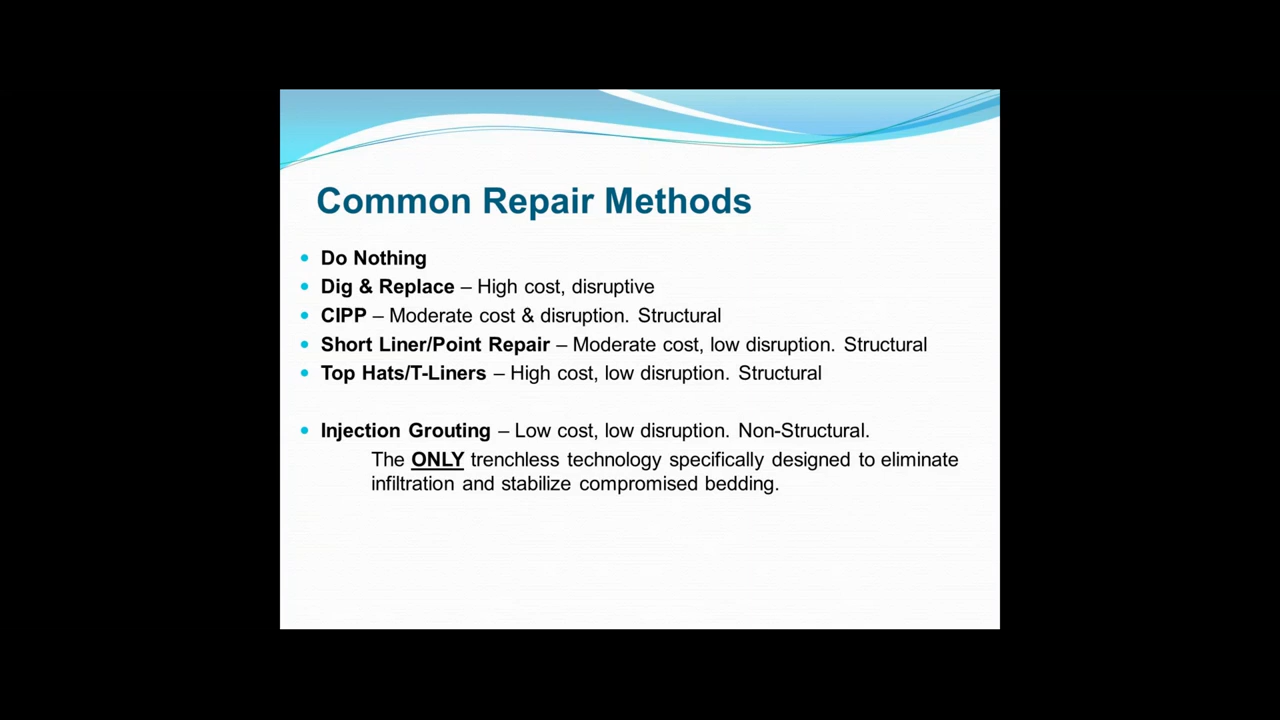 Common Repair Methods
Do Nothing
Dig & Replace – High cost, disruptive
CIPP – Moderate cost & disruption. Structural
Short Liner/Point Repair – Moderate cost, low disruption. Structural
Top Hats/T-Liners – High cost, low disruption. Structural
Injection Grouting – Low cost, low disruption. Non-Structural.
The ONLY trenchless technology specifically designed to eliminate
infiltration and stabilize compromised bedding.